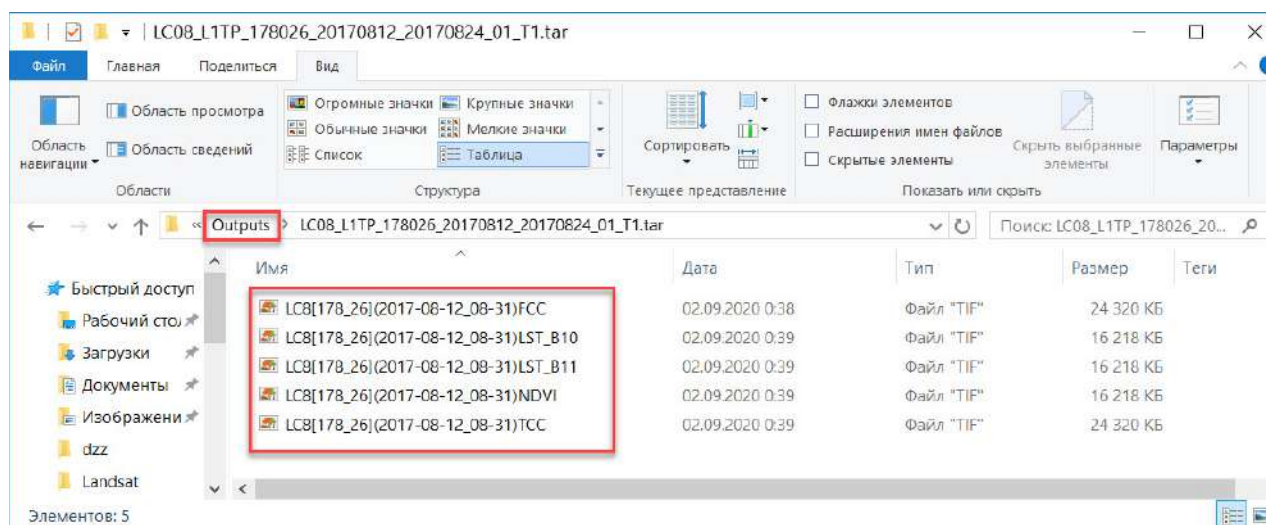 LC08_L1TP_178026_20170812_20170824_01_T1.tar
Файл Главная Поделиться Вид
Область навигации
Область просмотра
Область сведений
Области
Огромные значки Крупные значки
Обычные значки Мелкие значки
Список Таблица
Структура
Сортировать
Текущее представление
Флажки элементов
Расширения имен файлов
Скрытые элементы
Скрыть выбранные элементы
Показать или скрыть
Параметры
« Outputs > LC08_L1TP_178026_20170812_20170824_01_T1.tar
Поиск: LC08_L1TP_178026_20...
Быстрый доступ
Рабочий стол
Загрузки
Документы
Изображени
dzz
Landsat
Имя Дата Тип Размер Теги
LC8[178_26](2017-08-12_08-31)FCC 02.09.2020 0:38 Файл "TIF" 24 320 КБ
LC8[178_26](2017-08-12_08-31)LST_B10 02.09.2020 0:39 Файл "TIF" 16 218 КБ
LC8[178_26](2017-08-12_08-31)LST_B11 02.09.2020 0:39 Файл "TIF" 16 218 КБ
LC8[178_26](2017-08-12_08-31)NDVI 02.09.2020 0:39 Файл "TIF" 16 218 КБ
LC8[178_26](2017-08-12_08-31)TCC 02.09.2020 0:39 Файл "TIF" 24 320 КБ
Элементов: 5